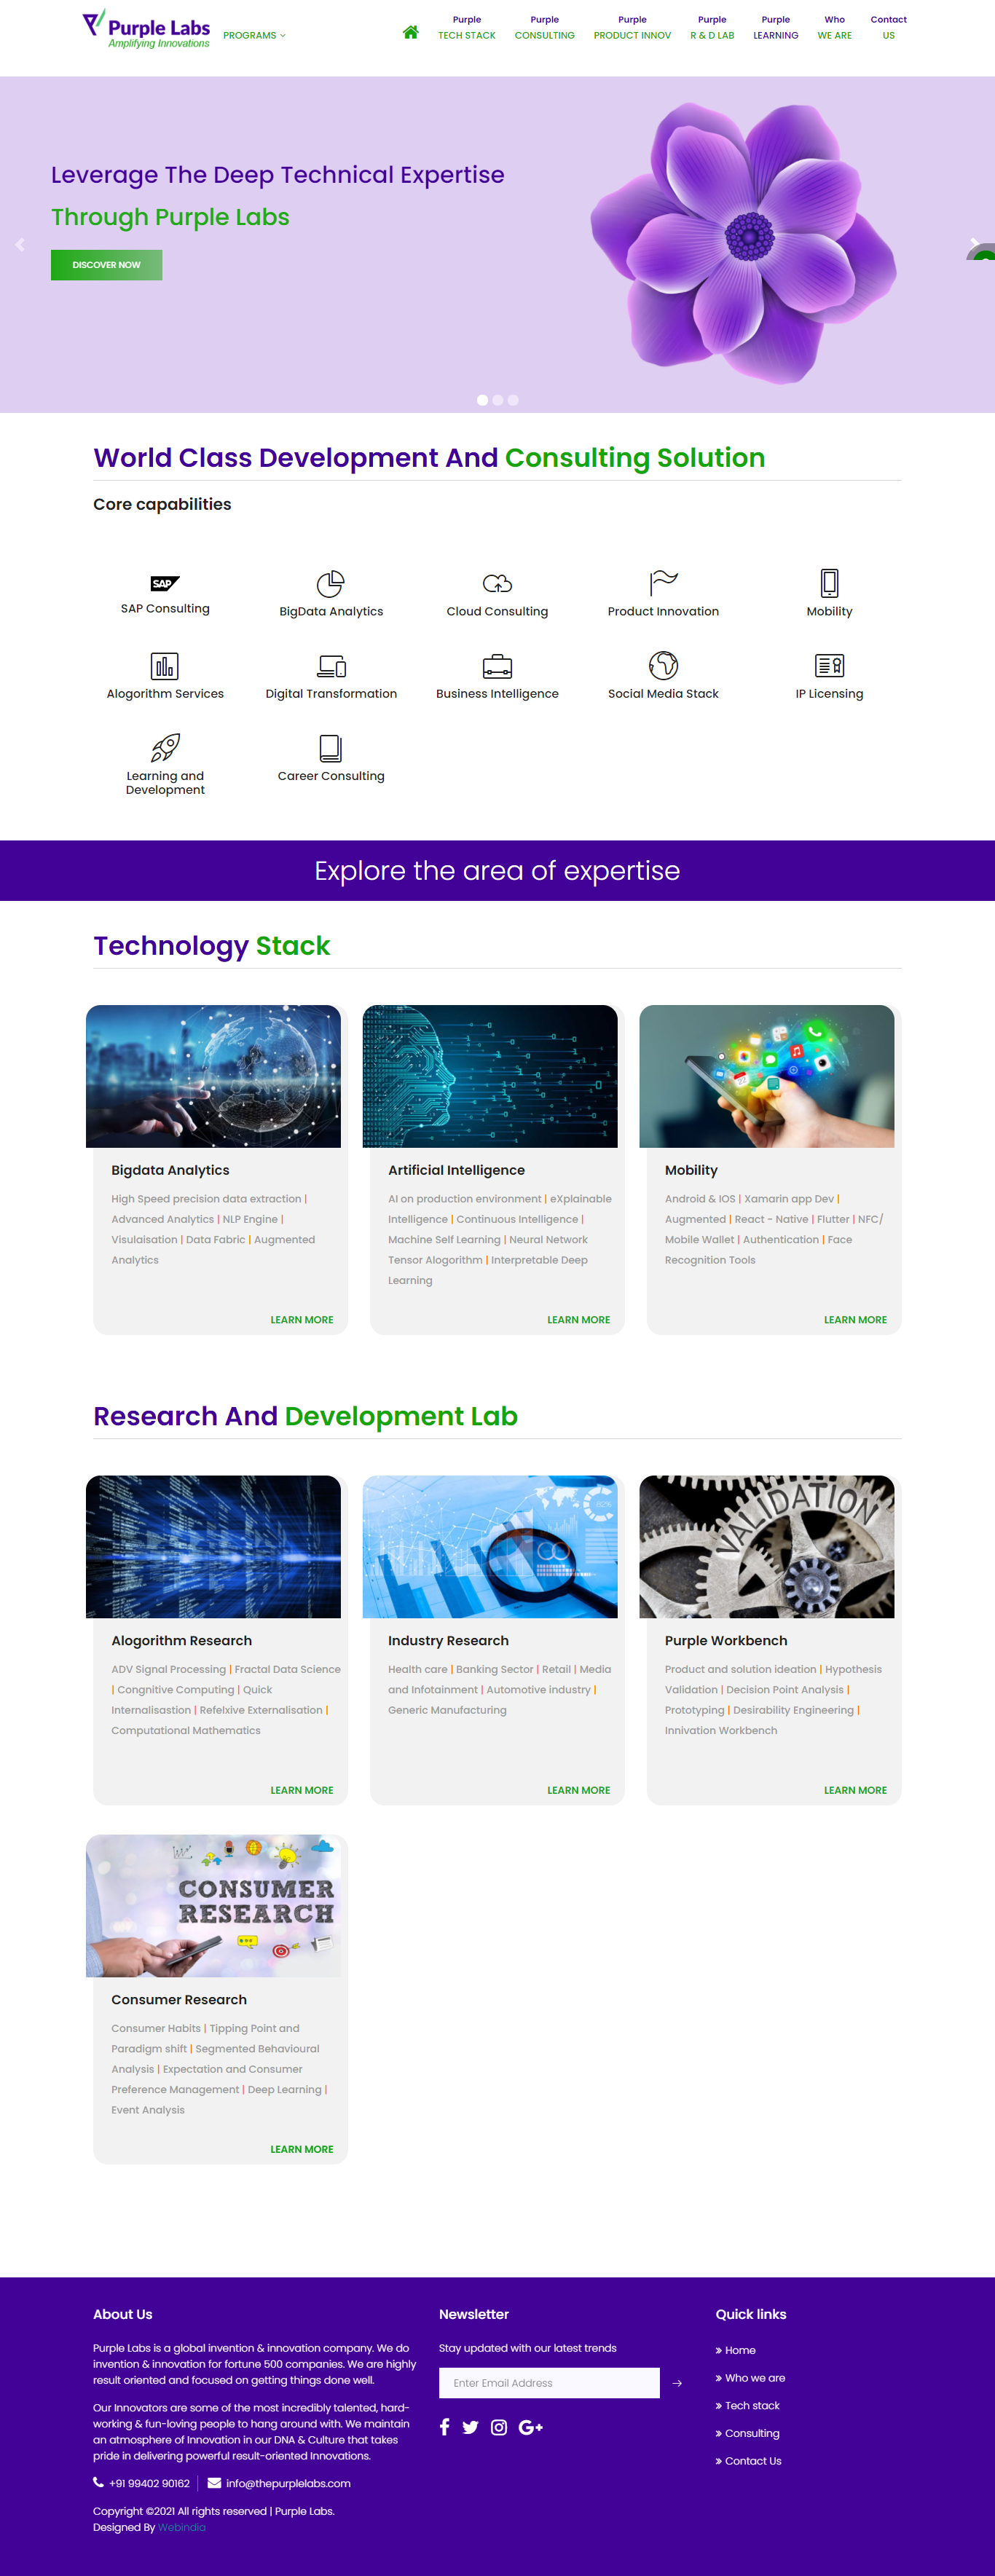 Purple Labs
Amplifying Innovations
PROGRAMS
Purple
TECH STACK
Purple
CONSULTING
Purple
PRODUCT INNOV
Purple
R & D LAB
Purple
LEARNING
Who
WE ARE
Contact
US
Leverage The Deep Technical Expertise
Through Purple Labs
DISCOVER NOW
World Class Development And Consulting Solution
Core capabilities
SAP
SAP Consulting
BigData Analytics
Cloud Consulting
Product Innovation
Mobility
Alogorithm Services
Digital Transformation
Business Intelligence
Social Media Stack
IP Licensing
Learning and
Development
Career Consulting
Explore the area of expertise
Technology Stack
Bigdata Analytics
High Speed precision data extraction |
Advanced Analytics | NLP Engine |
Visulaisation | Data Fabric | Augmented
Analytics
LEARN MORE
Artificial Intelligence
AI on production environment | eXplainable
Intelligence | Continuous Intelligence |
Machine Self Learning | Neural Network
Tensor Alogorithm | Interpretable Deep
Learning
LEARN MORE
Mobility
Android & IOS | Xamarin app Dev |
Augmented | React - Native | Flutter | NFC/
Mobile Wallet | Authentication | Face
Recognition Tools
LEARN MORE
Research And Development Lab
Alogorithm Research
ADV Signal Processing | Fractal Data Science
| Congnitive Computing | Quick
Internalisastion | Refelxive Externalisation |
Computational Mathematics
LEARN MORE
Industry Research
Health care | Banking Sector | Retail | Media
and Infotainment | Automotive industry |
Generic Manufacturing
LEARN MORE
VALIDATION
Purple Workbench
Product and solution ideation | Hypothesis
Validation | Decision Point Analysis |
Prototyping | Desirability Engineering |
Innivation Workbench
LEARN MORE
CONSUMER
RESEARCH
Consumer Research
Consumer Habits | Tipping Point and
Paradigm shift | Segmented Behavioural
Analysis | Expectation and Consumer
Preference Management | Deep Learning |
Event Analysis
LEARN MORE
About Us
Purple Labs is a global invention & innovation company. We do
invention & innovation for fortune 500 companies. We are highly
result oriented and focused on getting things done well.
Our Innovators are some of the most incredibly talented, hard-
working & fun-loving people to hang around with. We maintain
an atmosphere of Innovation in our DNA & Culture that takes
pride in delivering powerful result-oriented Innovations.
+91 99402 90162
info@thepurplelabs.com
Copyright ©2021 All rights reserved | Purple Labs.
Designed By Webindia
Newsletter
Stay updated with our latest trends
Enter Email Address
Quick links
» Home
» Who we are
» Tech stack
» Consulting
» Contact Us